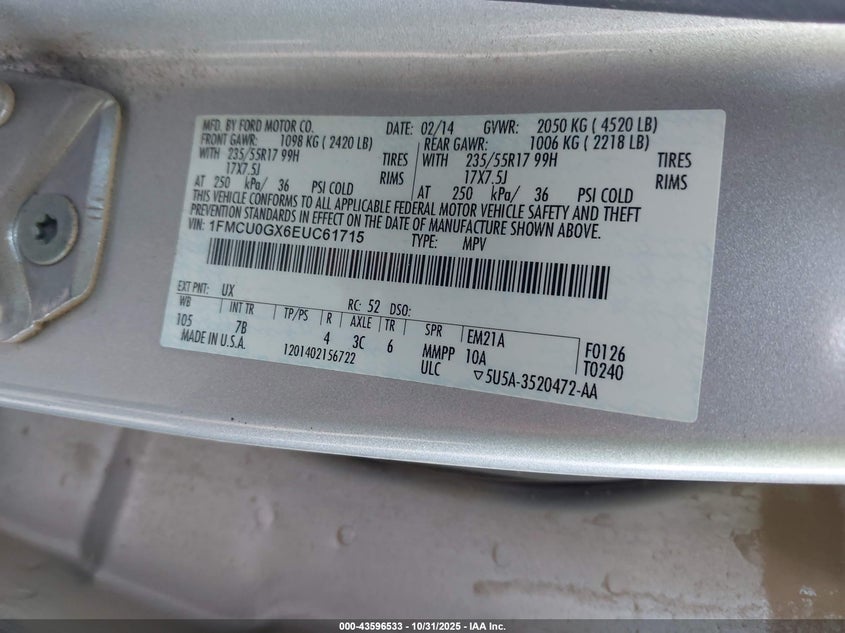 MFD. BY FORD MOTOR CO. DATE: 02/14 GVWR: 2050 KG ( 4520 LB)
FRONT GAWR: 1098 KG ( 2420 LB) REAR GAWR: 1006 KG ( 2218 LB)
WITH 235/55R17 99H TIRES WITH 235/55R17 99H TIRES
17X7.5J RIMS 17X7.5J RIMS
AT 250 kPa/ 36 PSI COLD AT 250 kPa/ 36 PSI COLD
THIS VEHICLE CONFORMS TO ALL APPLICABLE FEDERAL MOTOR VEHICLE SAFETY AND THEFT
PREVENTION STANDARDS IN EFFECT ON THE DATE OF MANUFACTURE SHOWN ABOVE.
VIN: 1FMCU0GX6EUC61715 TYPE: MPV
EXT PNT: UX RC: 52 DSO:
WB INT TR TP/PS R AXLE TR SPR EM21A F0126
105 7B 4 3C 6 MMPP 10A T0240
MADE IN U.S.A. 1201402156722 ULC ▽5U5A-3520472-AA
000-43596533 - 10/31/2025 - IAA Inc.